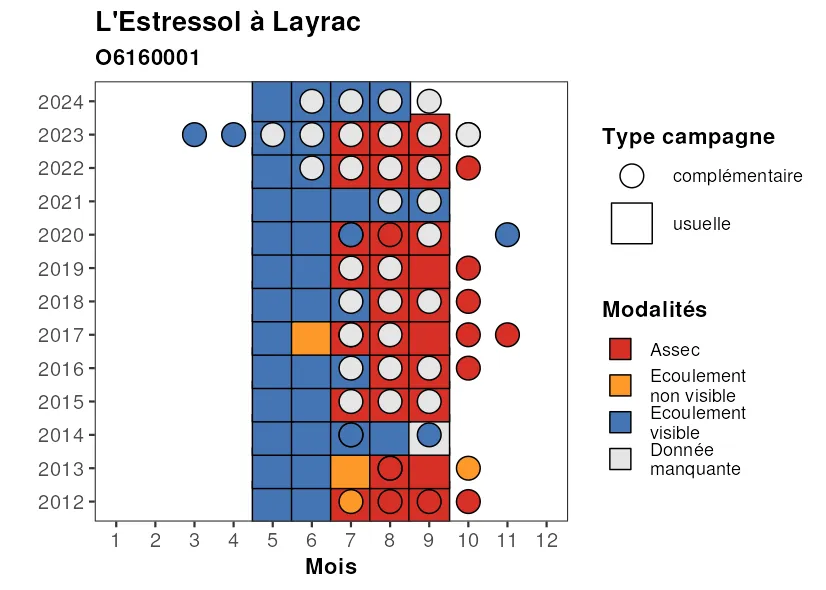 L'Estressol à Layrac
O6160001
2024
2023
2022
2021
2020
2019
2018
2017
2016
2015
2014
2013
2012
1 2 3 4 5 6 7 8 9 10 11 12
Mois
Type campagne
complémentaire
usuelle
Modalités
Assec
Ecoulement
non visible
Ecoulement
visible
Donnée
manquante